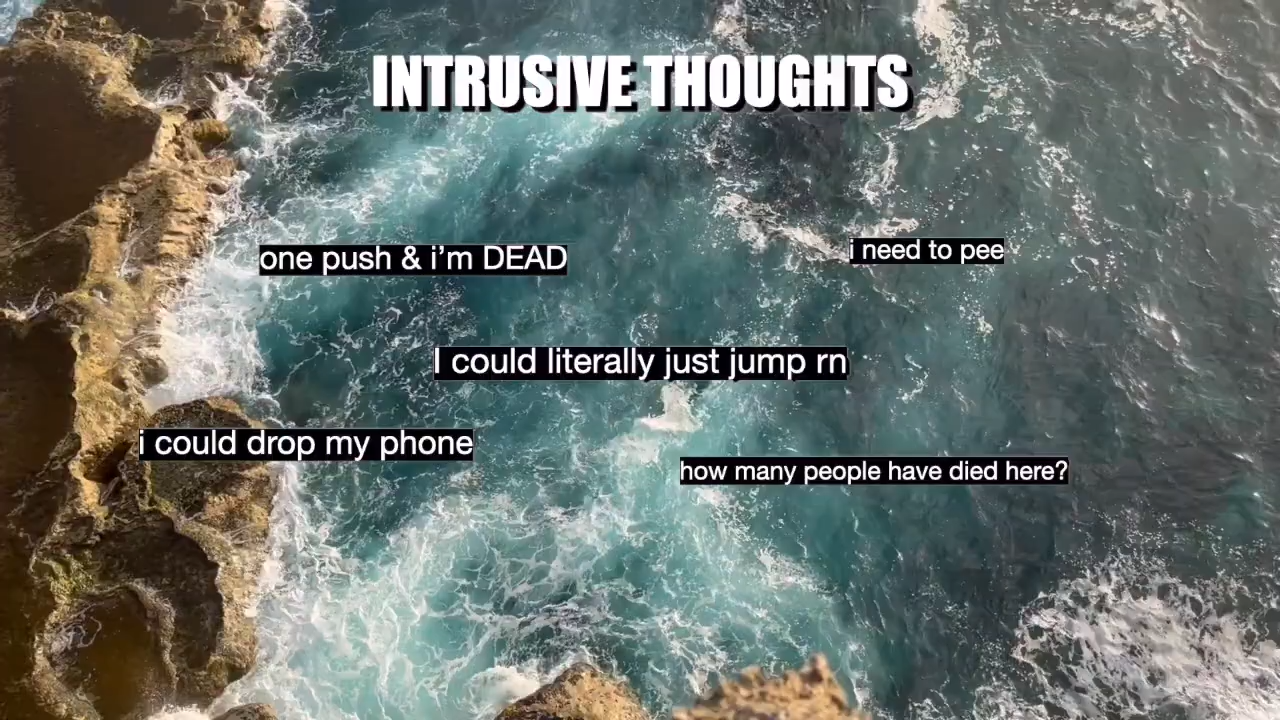 INTRUSIVE THOUGHTS
one push & i’m DEAD
i need to pee
I could literally just jump rn
i could drop my phone
how many people have died here?